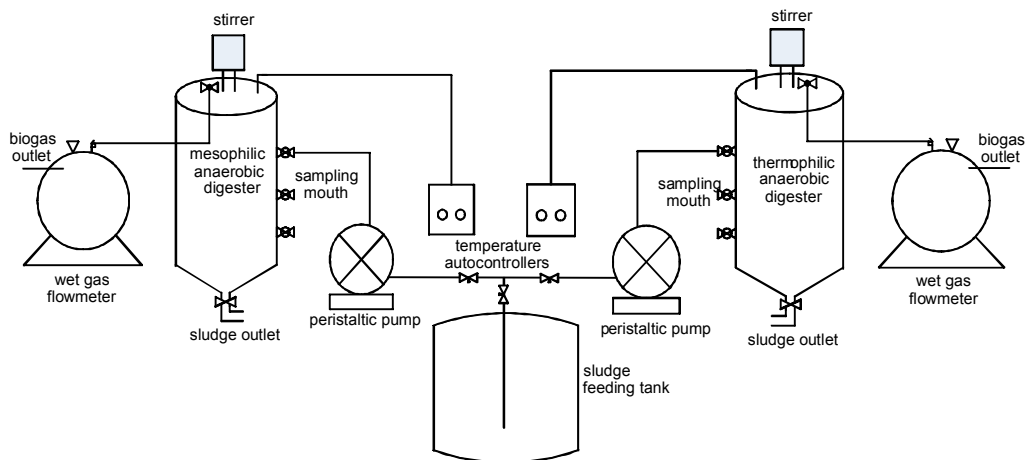 stirrer
stirrer
biogas
outlet
mesophilic
anaerobic
digester
sampling
mouth
wet gas
flowmeter
sludge outlet
peristaltic pump
temperature
autocontrollers
sludge
feeding tank
peristaltic pump
sampling
mouth
thermophilic
anaerobic
digester
biogas
outlet
wet gas
flowmeter
sludge outlet